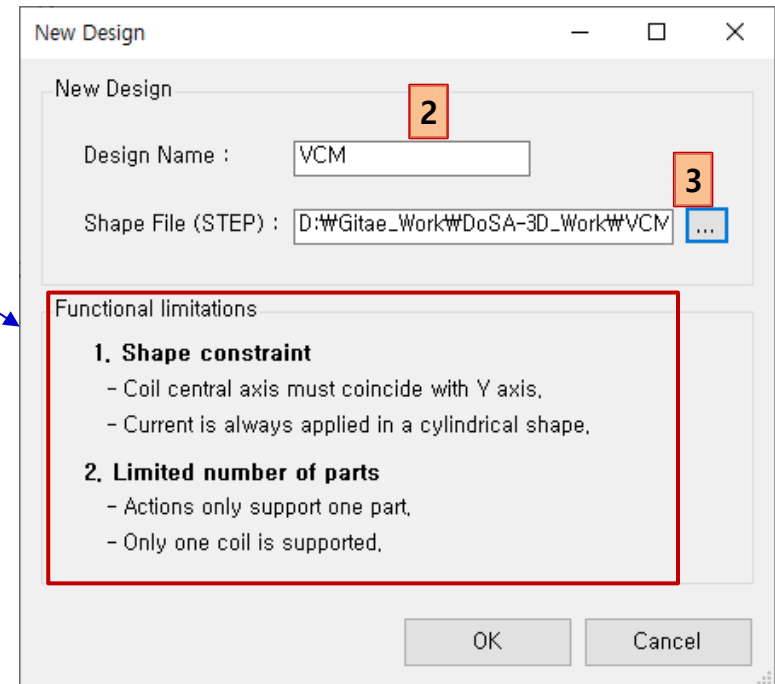 New Design
New Design
2
Design Name :
VCM
3
Shape File (STEP) :
D:₩Gitae_Work₩DoSA-3D_Work₩VCM
...
Functional limitations
1. Shape constraint
- Coil central axis must coincide with Y axis.
- Current is always applied in a cylindrical shape.
2. Limited number of parts
- Actions only support one part.
- Only one coil is supported.
OK
Cancel